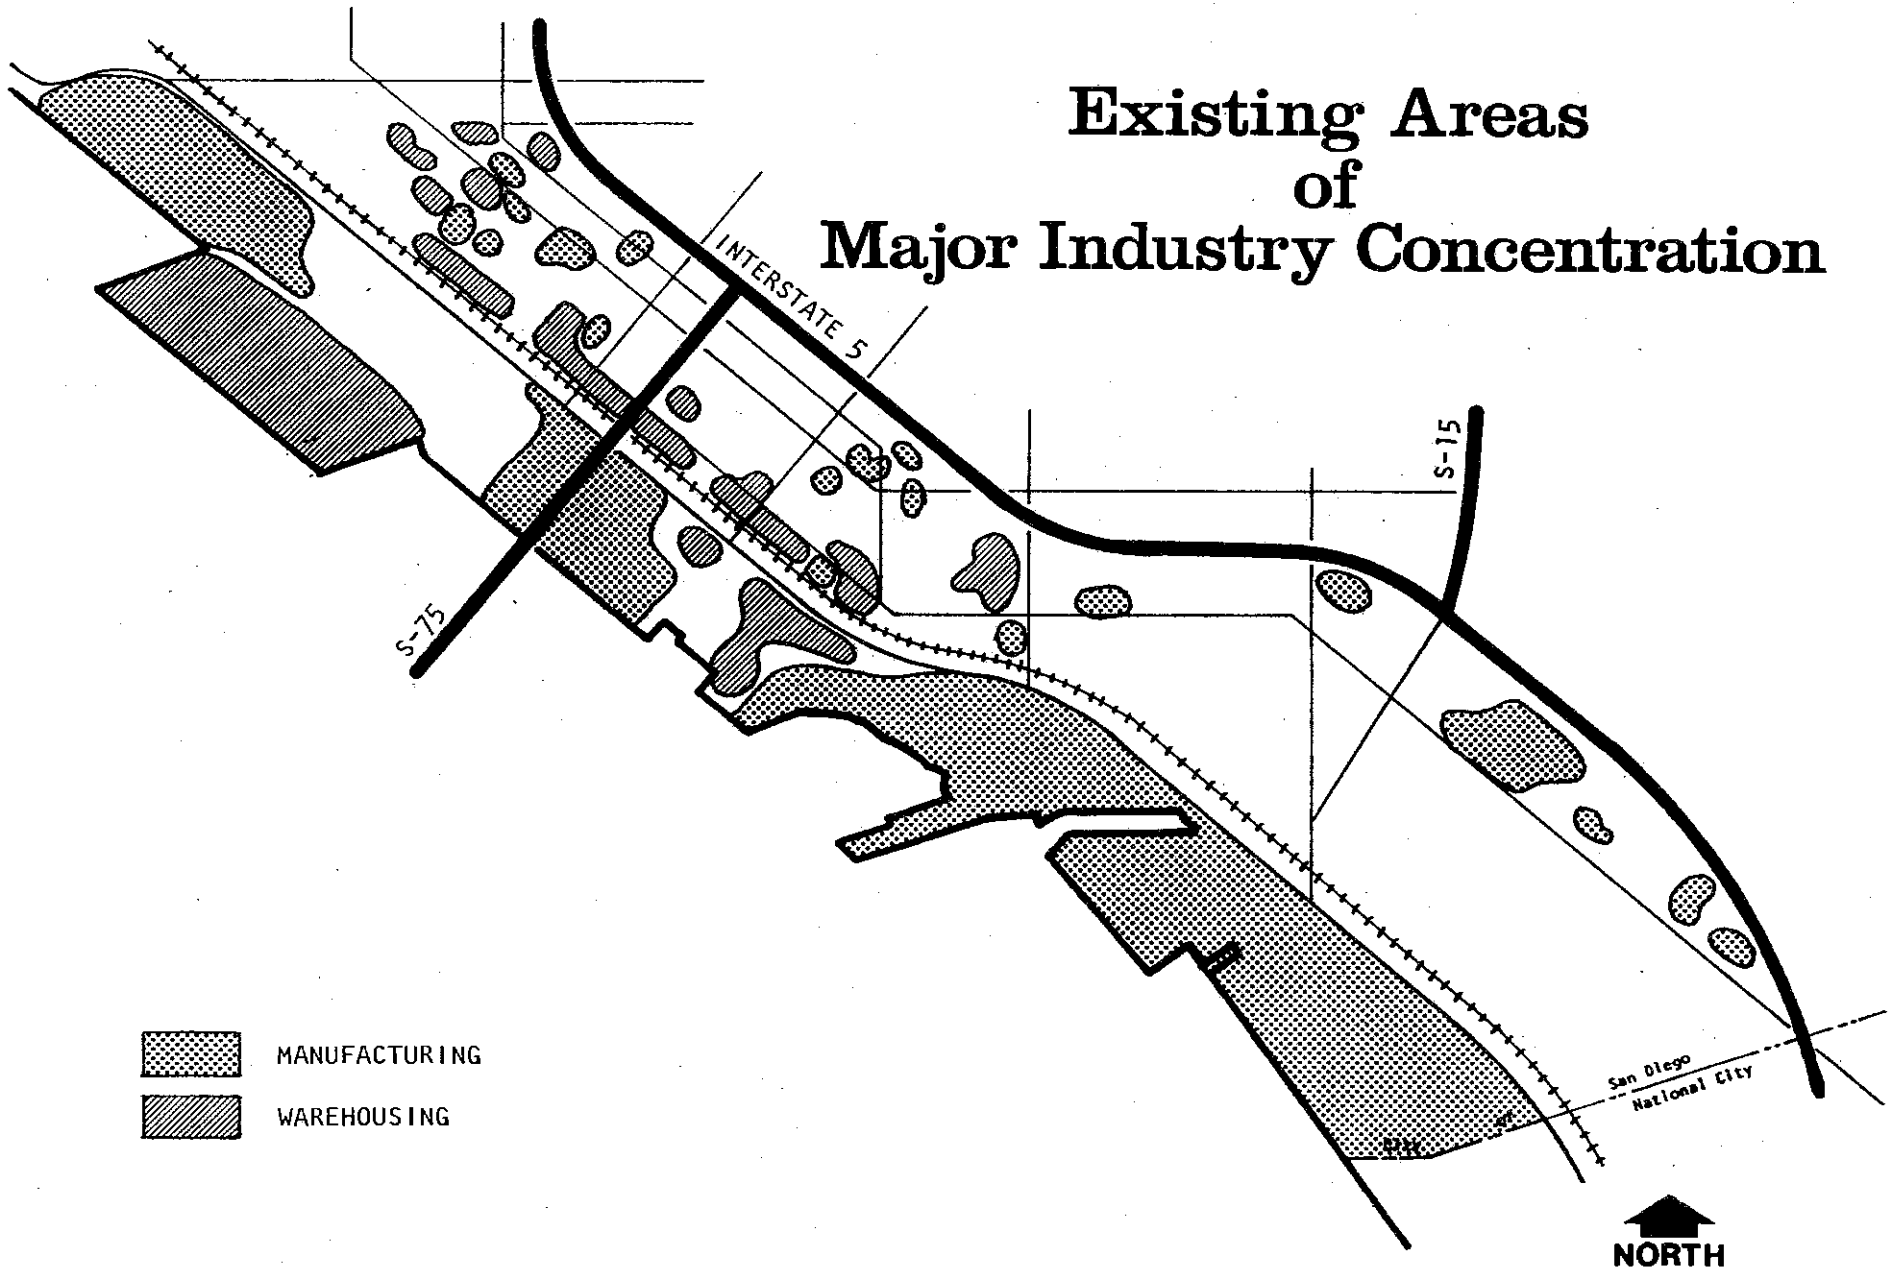 Existing Areas
of
Major Industry Concentration
INTERSTATE 5
S-15
S-75
MANUFACTURING
WAREHOUSING
San Diego
National City
NORTH